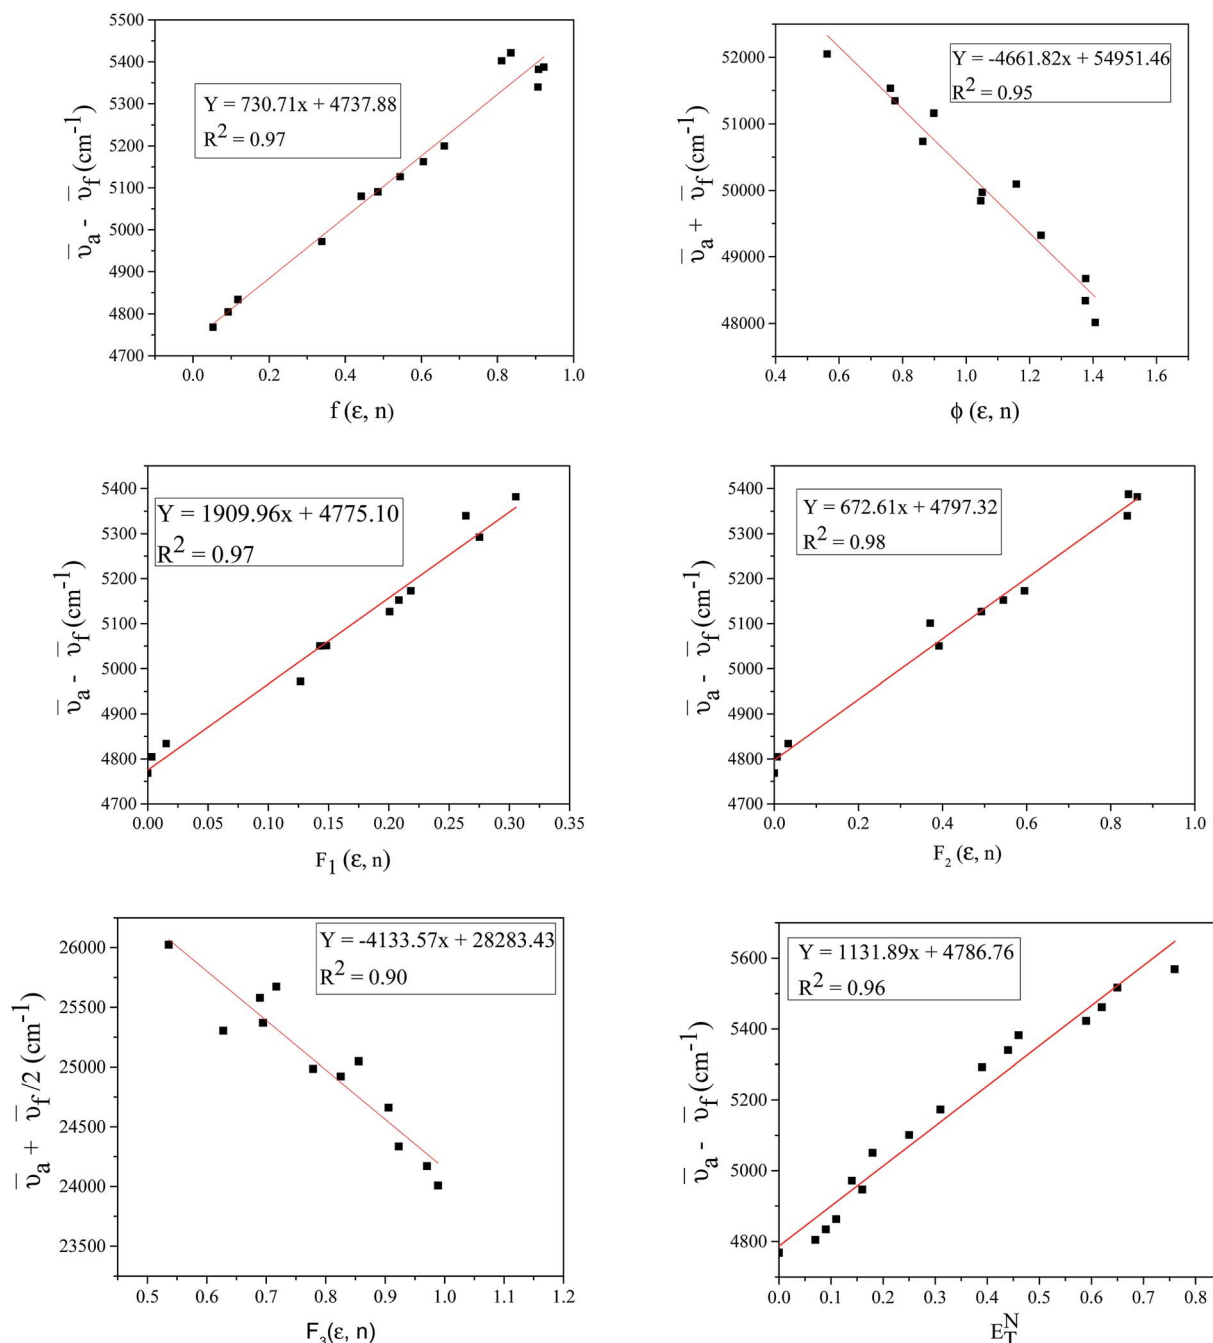 5500
5400
5300
5200
5100
5000
4900
4800
4700
ῡa - ῡf (cm⁻¹)
Y = 730.71x + 4737.88
R² = 0.97
0.0 0.2 0.4 0.6 0.8 1.0
f (ε, n)
52000
51000
50000
49000
48000
ῡa + ῡf (cm⁻¹)
Y = -4661.82x + 54951.46
R² = 0.95
0.4 0.6 0.8 1.0 1.2 1.4 1.6
ϕ (ε, n)
5400
5300
5200
5100
5000
4900
4800
4700
ῡa - ῡf (cm⁻¹)
Y = 1909.96x + 4775.10
R² = 0.97
0.00 0.05 0.10 0.15 0.20 0.25 0.30 0.35
F₁ (ε, n)
5400
5300
5200
5100
5000
4900
4800
4700
ῡa - ῡf (cm⁻¹)
Y = 672.61x + 4797.32
R² = 0.98
0.0 0.2 0.4 0.6 0.8 1.0
F₂ (ε, n)
26000
25500
25000
24500
24000
23500
ῡa + ῡf/2 (cm⁻¹)
Y = -4133.57x + 28283.43
R² = 0.90
0.5 0.6 0.7 0.8 0.9 1.0 1.1 1.2
F₃(ε, n)
5600
5400
5200
5000
4800
ῡa - ῡf (cm⁻¹)
Y = 1131.89x + 4786.76
R² = 0.96
0.0 0.1 0.2 0.3 0.4 0.5 0.6 0.7 0.8
E_T^N